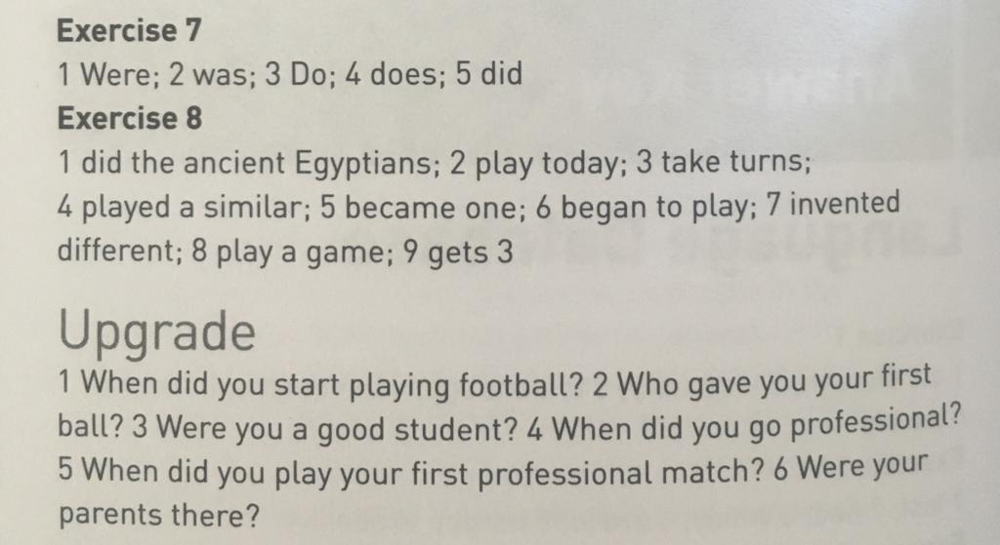 Exercise 7
1 Were; 2 was; 3 Do; 4 does; 5 did
Exercise 8
1 did the ancient Egyptians; 2 play today; 3 take turns;
4 played a similar; 5 became one; 6 began to play; 7 invented
different; 8 play a game; 9 gets 3
Upgrade
1 When did you start playing football? 2 Who gave you your first
ball? 3 Were you a good student? 4 When did you go professional?
5 When did you play your first professional match? 6 Were your
parents there?